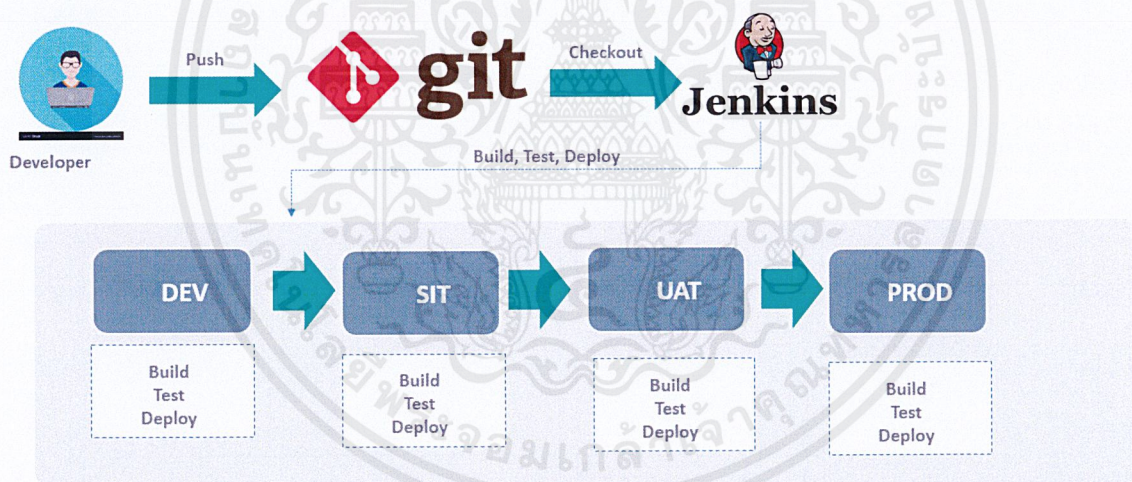 Push
git
Checkout
Jenkins
Developer
Build, Test, Deploy
DEV
SIT
UAT
PROD
Build
Test
Deploy
Build
Test
Deploy
Build
Test
Deploy
Build
Test
Deploy